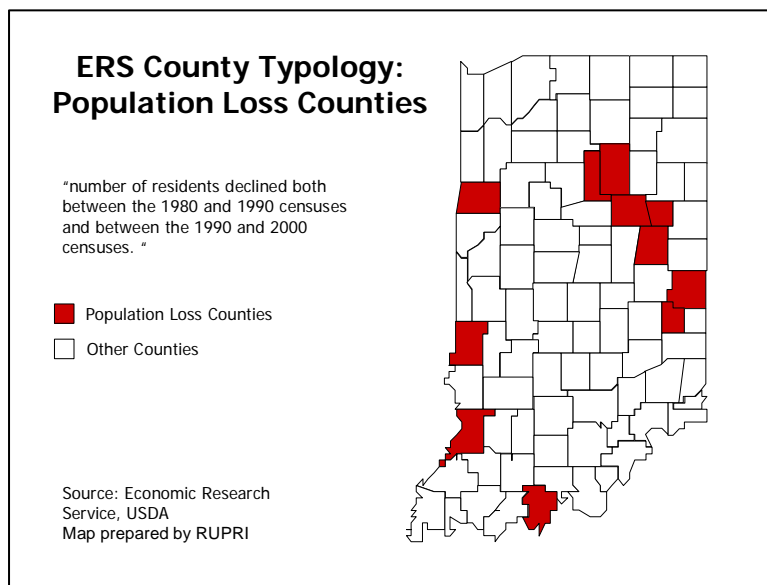 ERS County Typology:
Population Loss Counties
“number of residents declined both
between the 1980 and 1990 censuses
and between the 1990 and 2000
censuses. “
Population Loss Counties
Other Counties
Source: Economic Research
Service, USDA
Map prepared by RUPRI